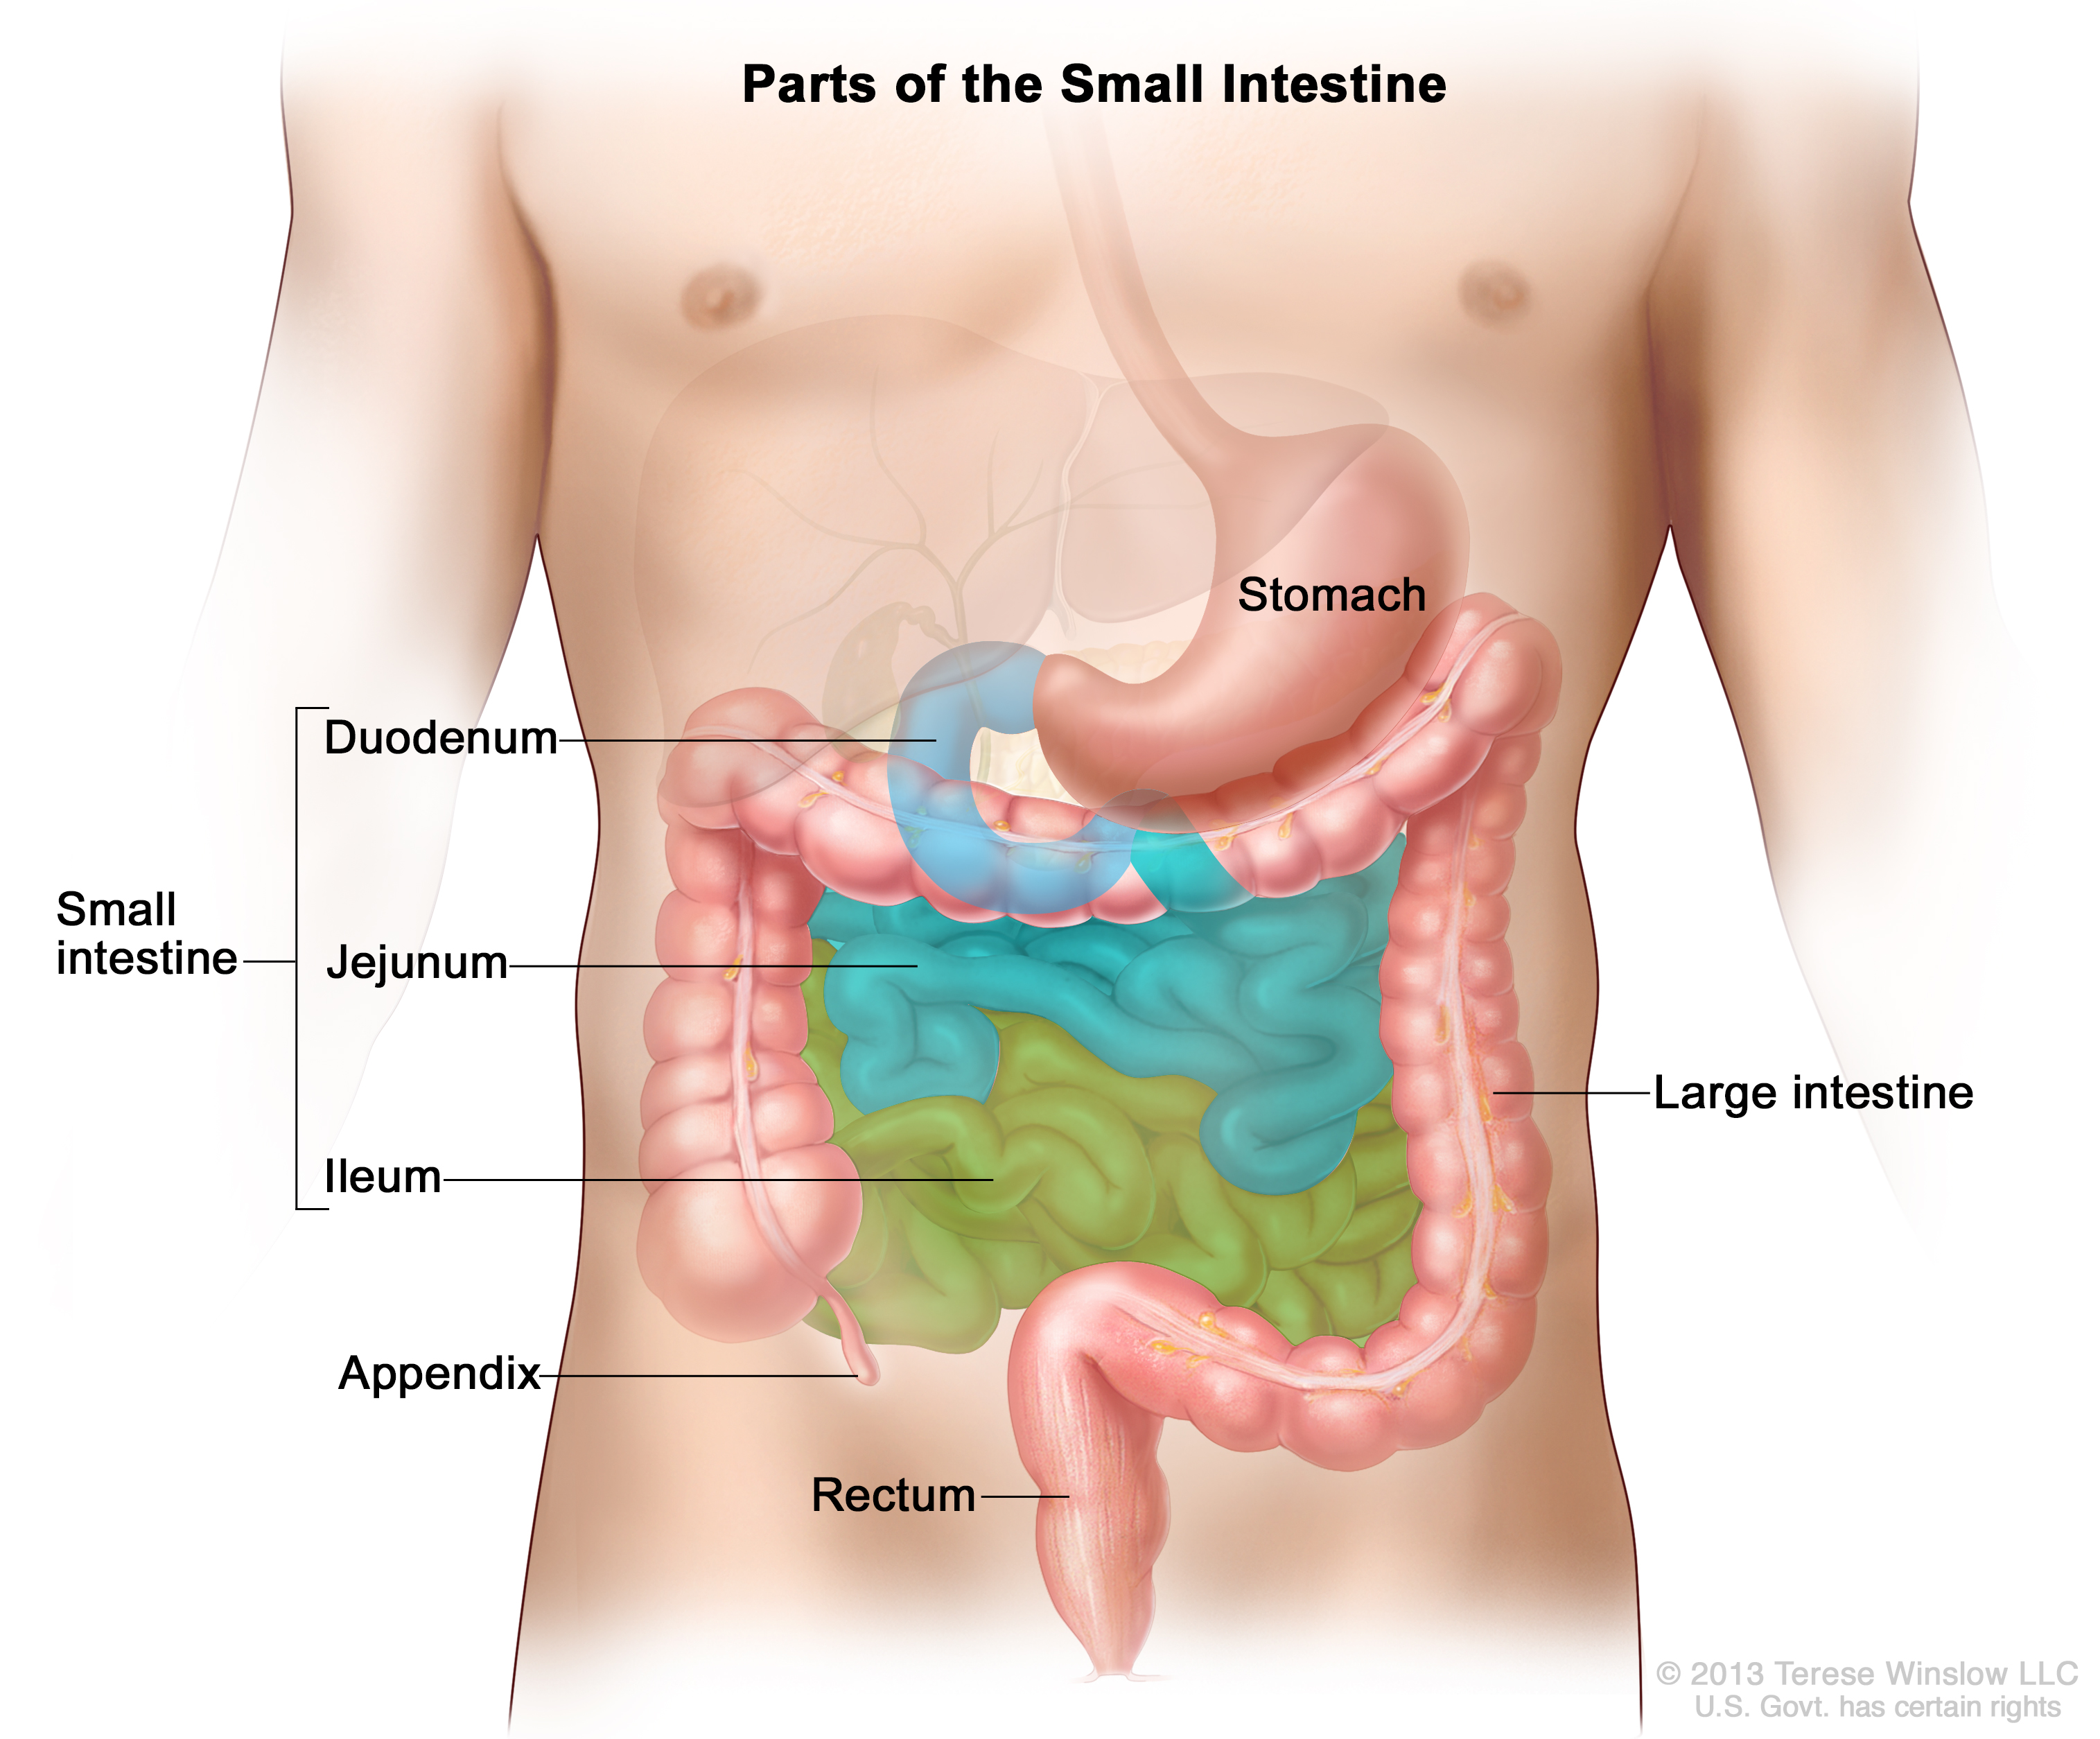 Parts of the Small Intestine
Stomach
Duodenum
Small
intestine
Jejunum
Large intestine
Ileum
Appendix
Rectum
© 2013 Terese Winslow LLC
U.S. Govt. has certain rights